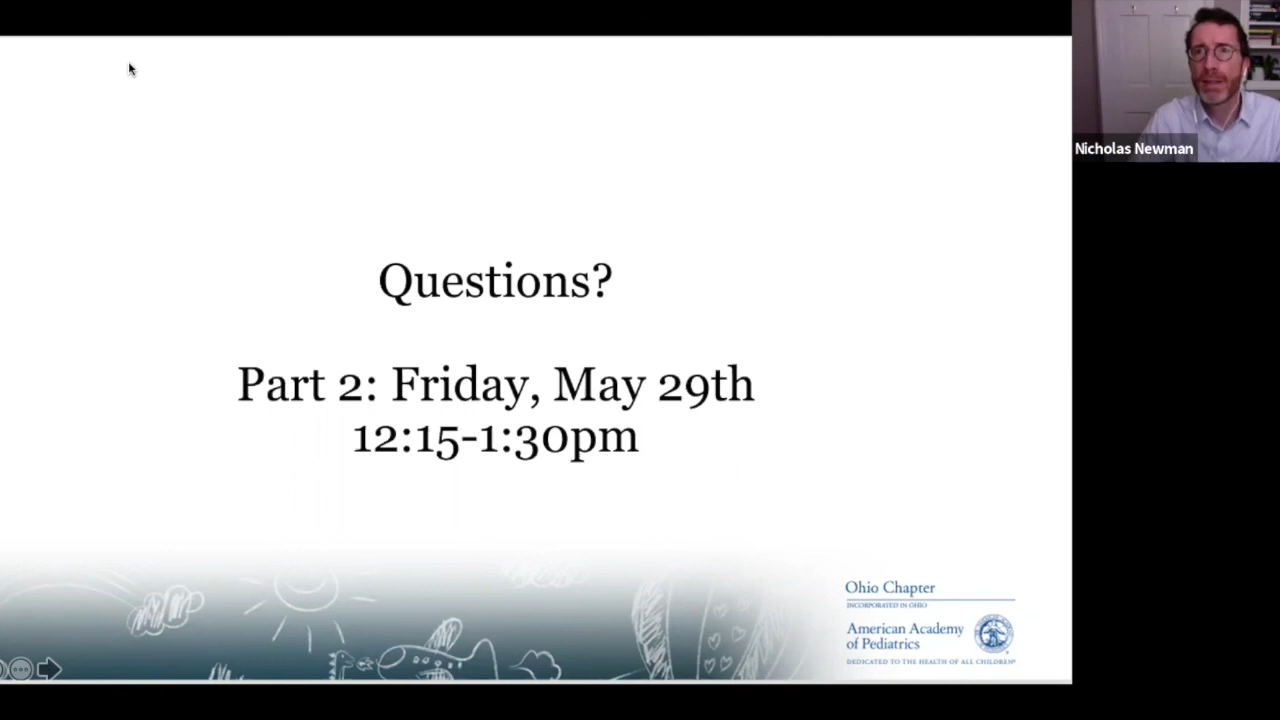 Questions?
Part 2: Friday, May 29th
12:15-1:30pm
Nicholas Newman
Ohio Chapter
INCORPORATED IN OHIO
American Academy
of Pediatrics
DEDICATED TO THE HEALTH OF ALL CHILDREN®